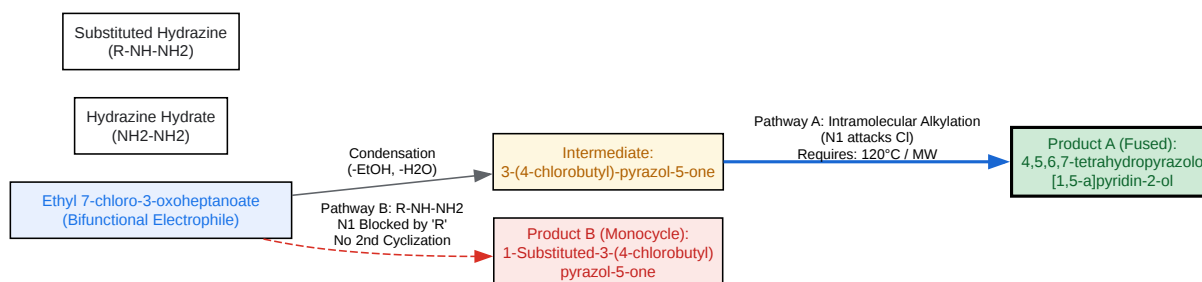 Substituted Hydrazine
(R-NH-NH2)
Hydrazine Hydrate
(NH2-NH2)
Ethyl 7-chloro-3-oxoheptanoate
(Bifunctional Electrophile)
Condensation
(-EtOH, -H2O)
Pathway B: R-NH-NH2
N1 Blocked by 'R'
No 2nd Cyclization
Intermediate:
3-(4-chlorobutyl)-pyrazol-5-one
Product B (Monocycle):
1-Substituted-3-(4-chlorobutyl)
pyrazol-5-one
Pathway A: Intramolecular Alkylation
(N1 attacks Cl)
Requires: 120°C / MW
Product A (Fused):
4,5,6,7-tetrahydropyrazolo
[1,5-a]pyridin-2-ol